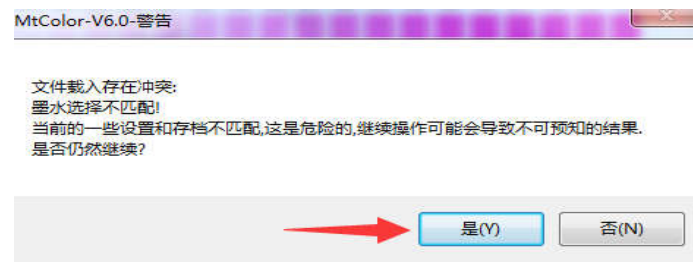 MtColor-V6.0-警告
文件载入存在冲突:
墨水选择不匹配!
当前的一些设置和存档不匹配,这是危险的,继续操作可能会导致不可预知的结果.
是否仍然继续?
是(Y)
否(N)